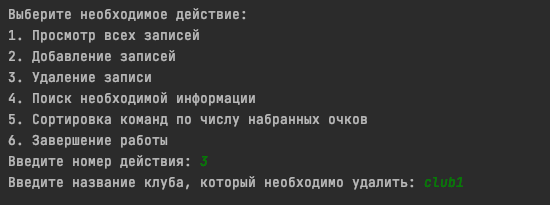 Выберите необходимое действие:
1. Просмотр всех записей
2. Добавление записей
3. Удаление записи
4. Поиск необходимой информации
5. Сортировка команд по числу набранных очков
6. Завершение работы
Введите номер действия: 3
Введите название клуба, который необходимо удалить: club1